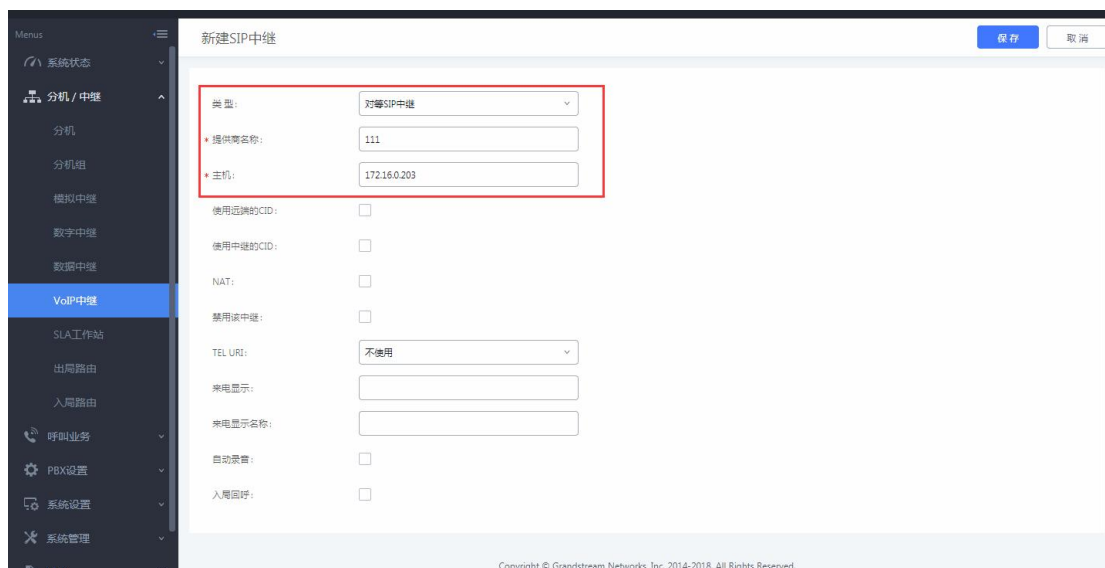 Menus
系统状态
分机 / 中继
分机
分机组
模拟中继
数字中继
数据中继
VoIP中继
SLA工作站
出局路由
入局路由
呼叫业务
PBX设置
系统设置
系统管理
新建SIP中继
保存
取消
类型:
对等SIP中继
* 提供商名称:
111
* 主机:
172.16.0.203
使用远端的CID:
使用中继的CID:
NAT:
禁用该中继:
TEL URI:
不使用
来电显示:
来电显示名称:
自动录音:
入局回呼:
Copyright © Grandstream Networks, Inc. 2014-2018. All Rights Reserved.